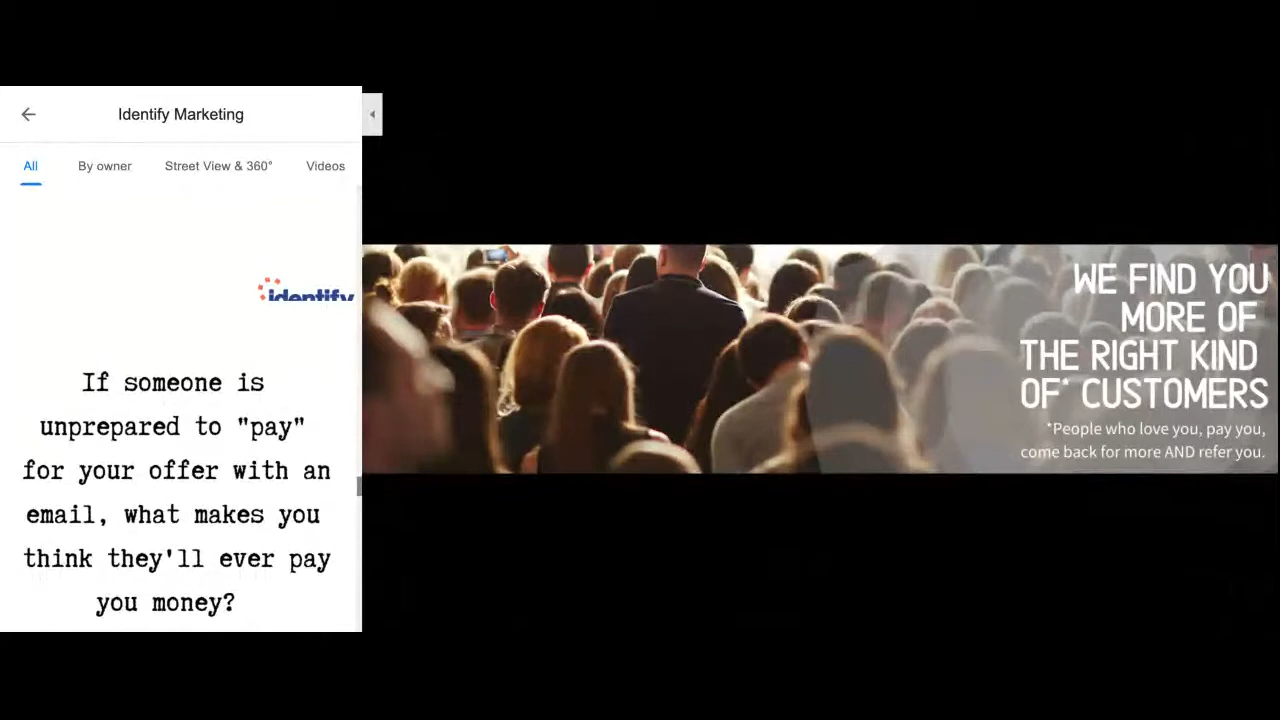 Identify Marketing
All
By owner
Street View & 360°
Videos
identify
If someone is
unprepared to "pay"
for your offer with an
email, what makes you
think they'll ever pay
you money?
WE FIND YOU
MORE OF
THE RIGHT KIND
OF* CUSTOMERS
*People who love you, pay you,
come back for more AND refer you.